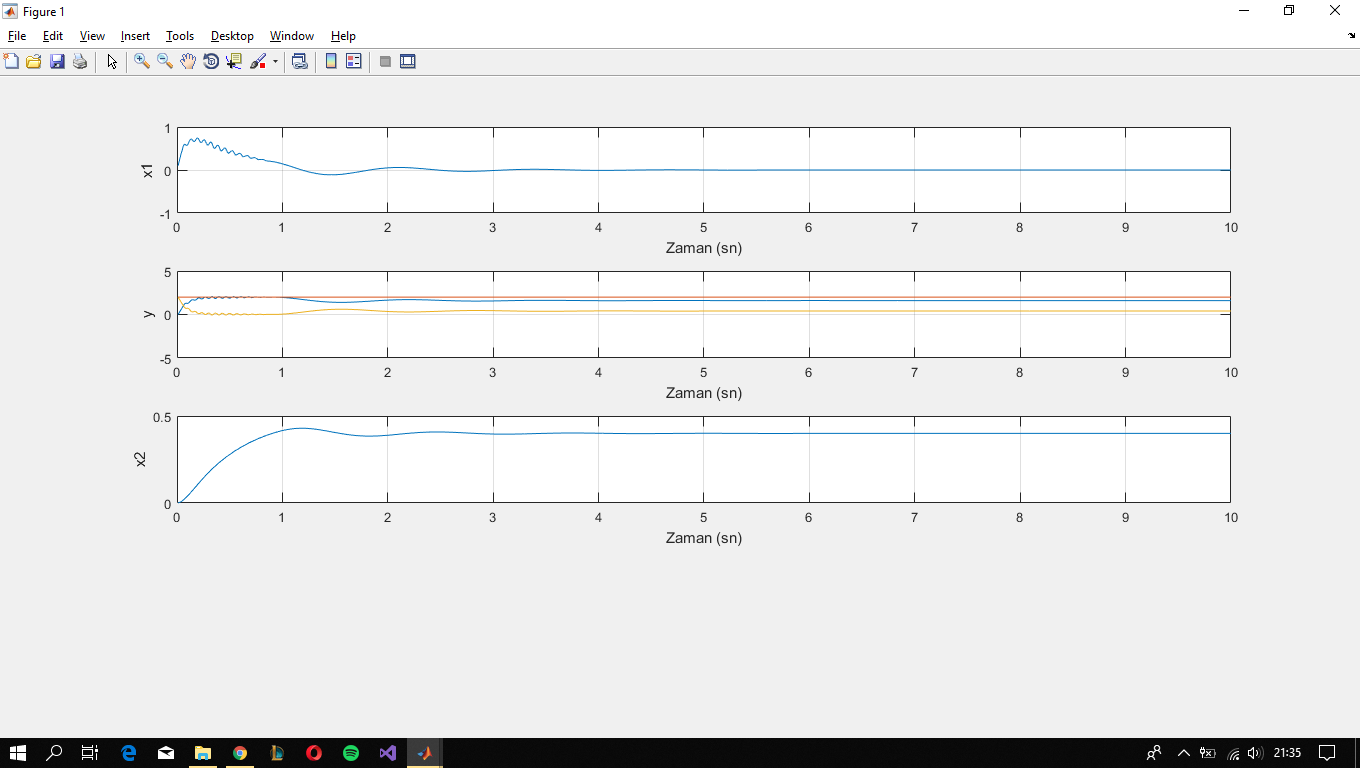 Figure 1
File Edit View Insert Tools Desktop Window Help
x1
1
0
-1
0 1 2 3 4 5 6 7 8 9 10
Zaman (sn)
y
5
0
-5
0 1 2 3 4 5 6 7 8 9 10
Zaman (sn)
x2
0.5
0
0 1 2 3 4 5 6 7 8 9 10
Zaman (sn)
21:35